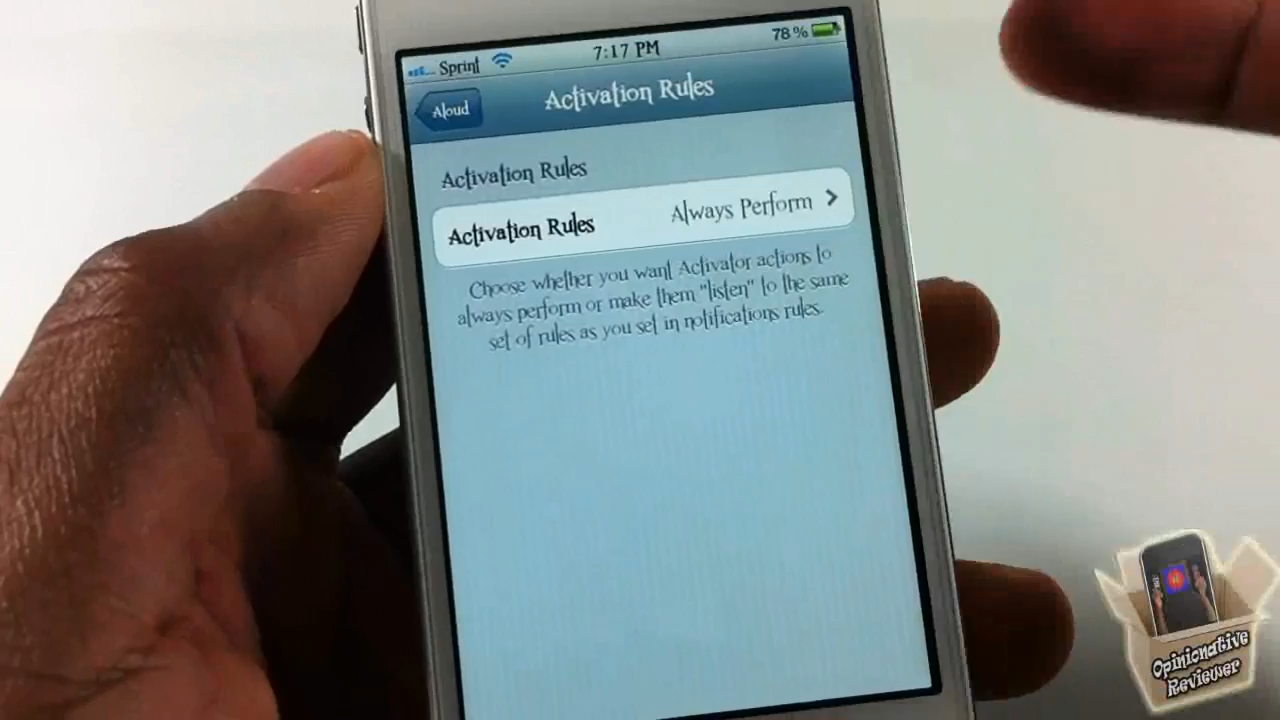 Sprint 7:17 PM 78%
Aloud Activation Rules
Activation Rules
Activation Rules Always Perform
Choose whether you want Activator actions to
always perform or make them "listen" to the same
set of rules as you set in notifications rules.
Opinionative
Reviewer